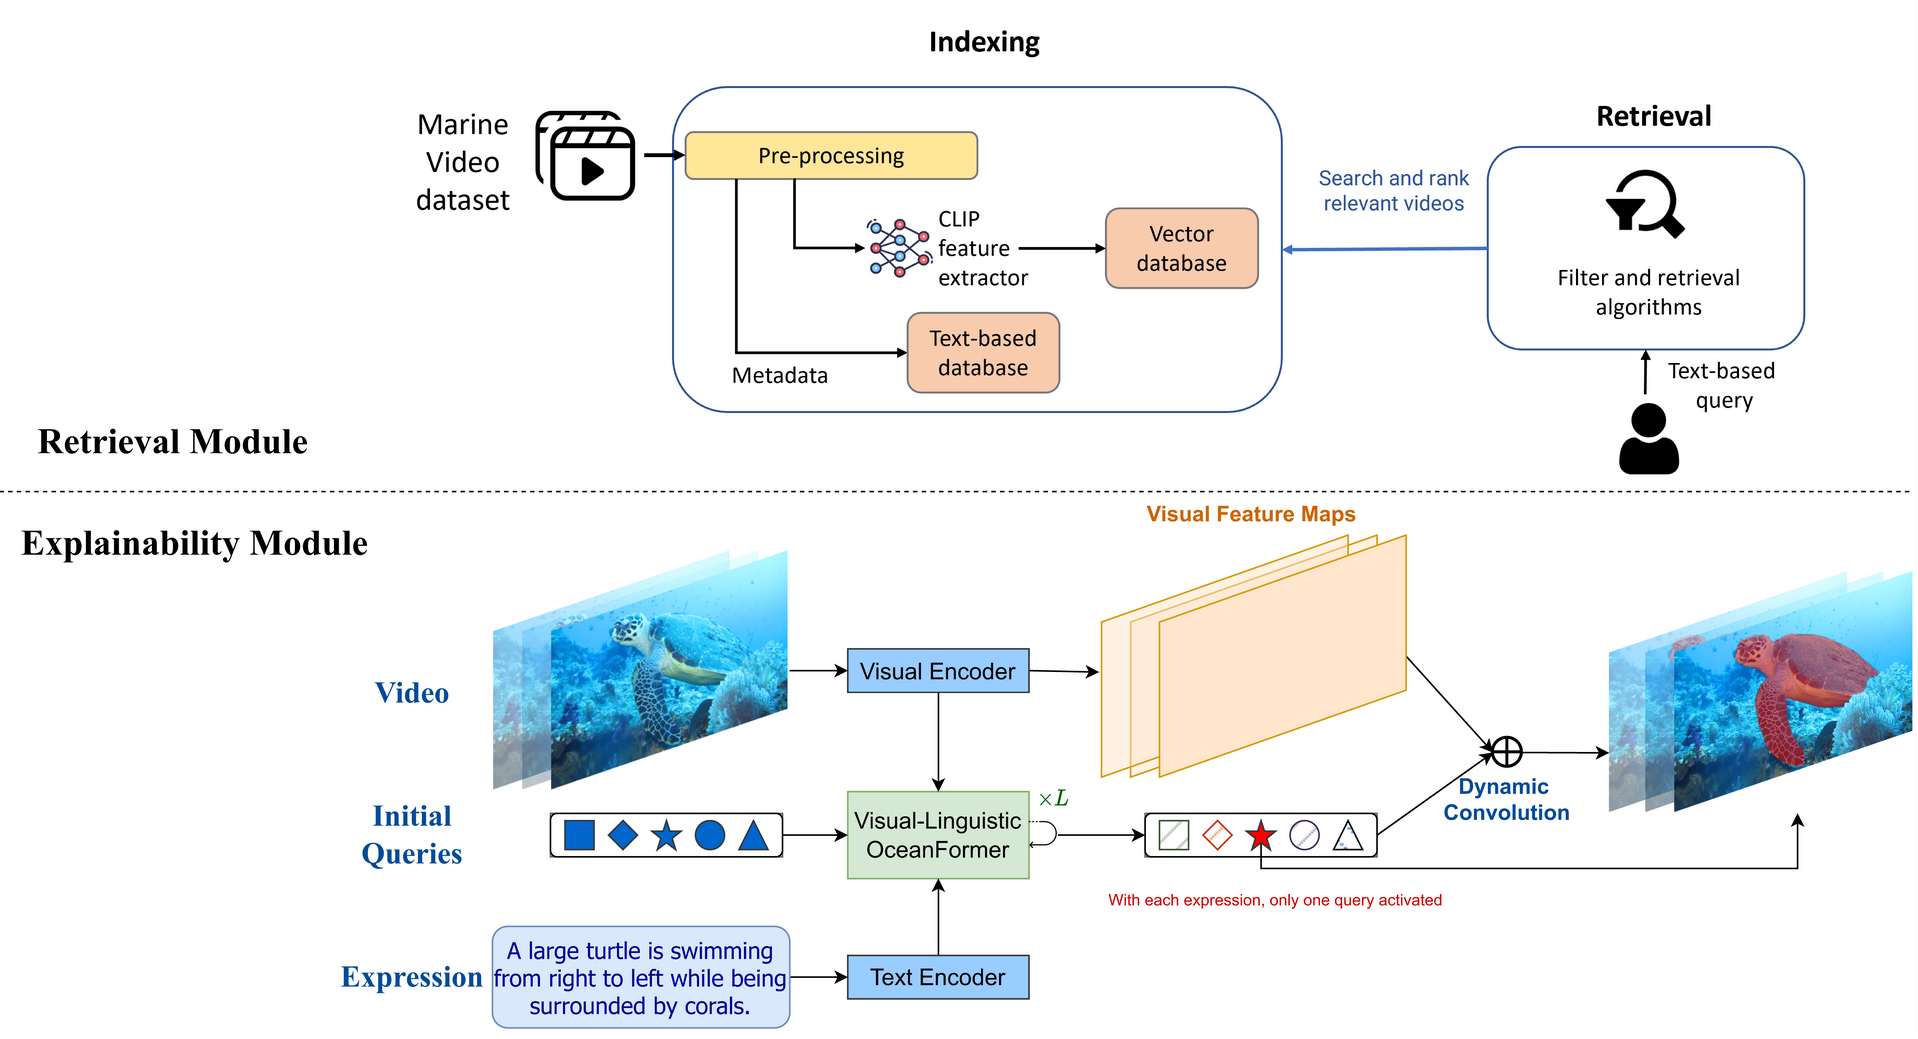 Indexing
Marine
Video
dataset
Pre-processing
CLIP
feature
extractor
Vector
database
Text-based
database
Metadata
Search and rank
relevant videos
Retrieval
Filter and retrieval
algorithms
Text-based
query
Retrieval Module
Explainability Module
Visual Feature Maps
Video
Visual Encoder
Initial
Queries
Visual-Linguistic
OceanFormer
×L
Dynamic
Convolution
With each expression, only one query activated
Expression
A large turtle is swimming
from right to left while being
surrounded by corals.
Text Encoder